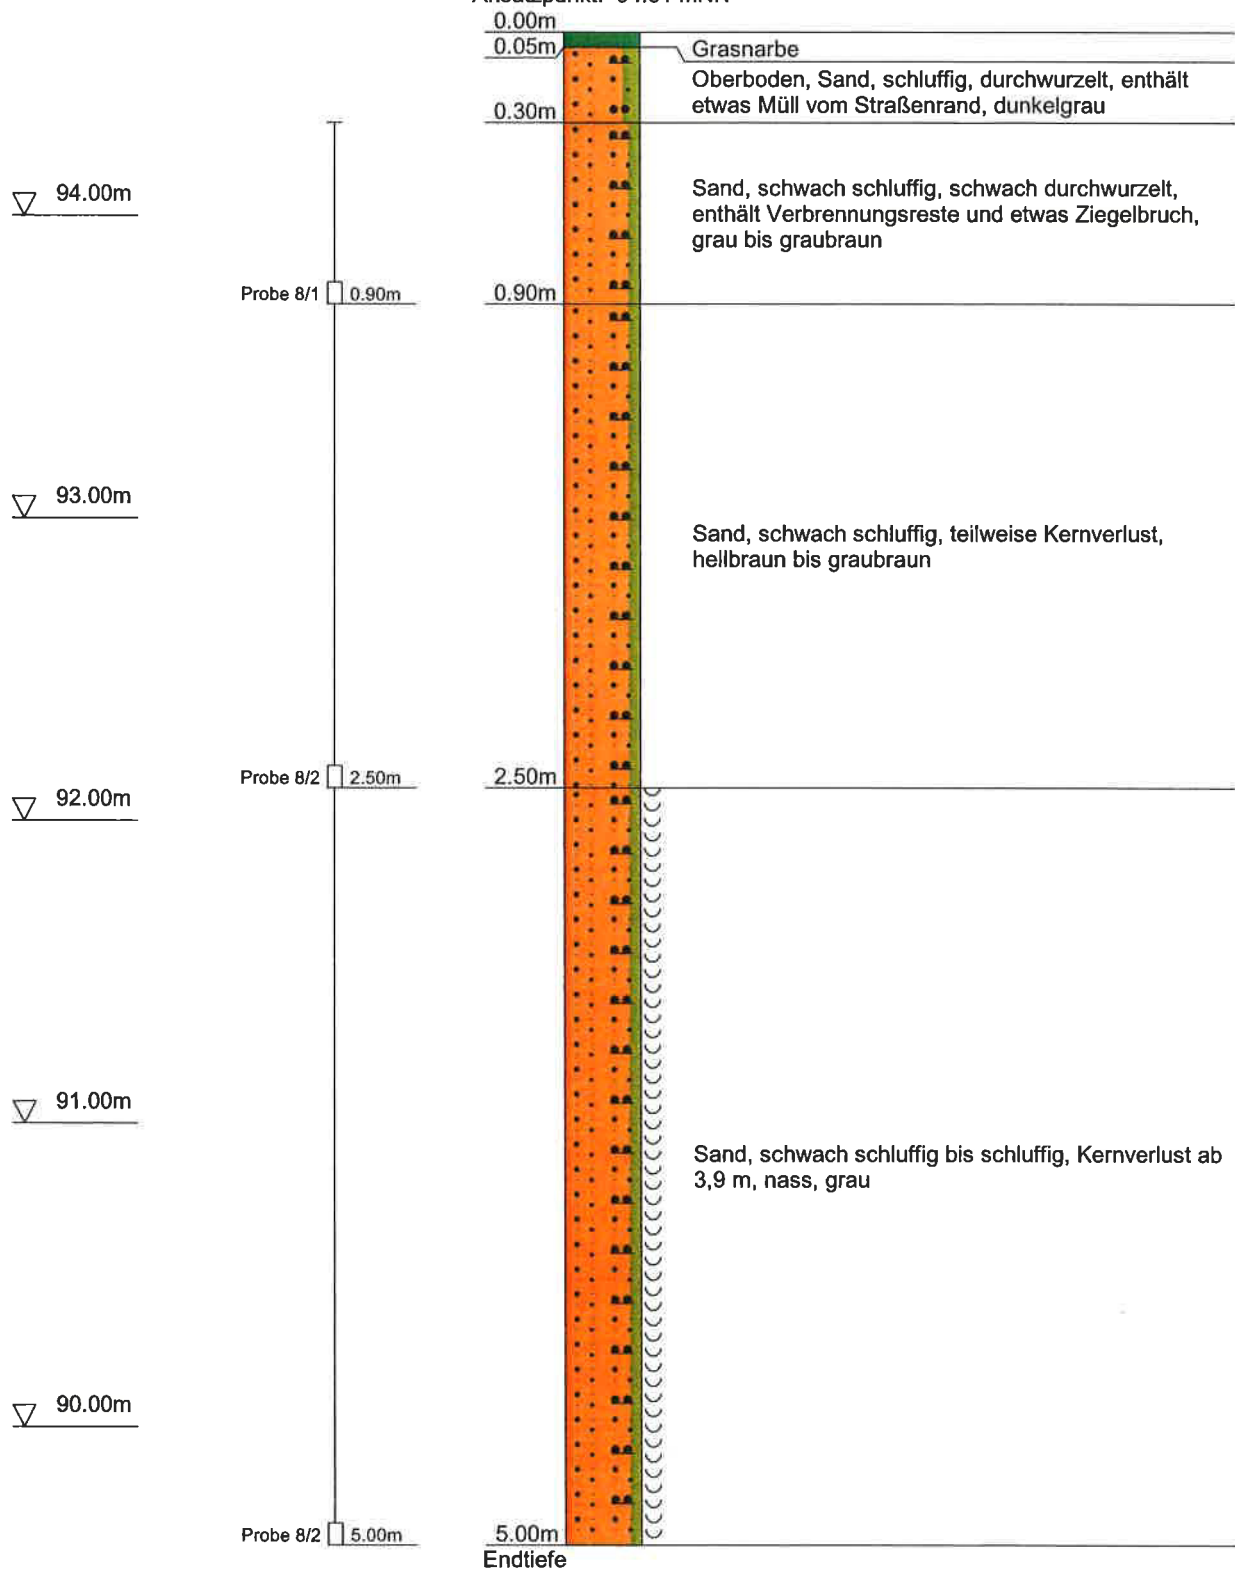 0.00m
0.05m
Grasnarbe
Oberboden, Sand, schluffig, durchwurzelt, enthält
etwas Müll vom Straßenrand, dunkelgrau
0.30m
94.00m
Sand, schwach schluffig, schwach durchwurzelt,
enthält Verbrennungsreste und etwas Ziegelbruch,
grau bis graubraun
Probe 8/1 0.90m
0.90m
93.00m
Sand, schwach schluffig, teilweise Kernverlust,
hellbraun bis graubraun
Probe 8/2 2.50m
2.50m
92.00m
91.00m
Sand, schwach schluffig bis schluffig, Kernverlust ab
3,9 m, nass, grau
90.00m
Probe 8/2 5.00m
5.00m
Endtiefe